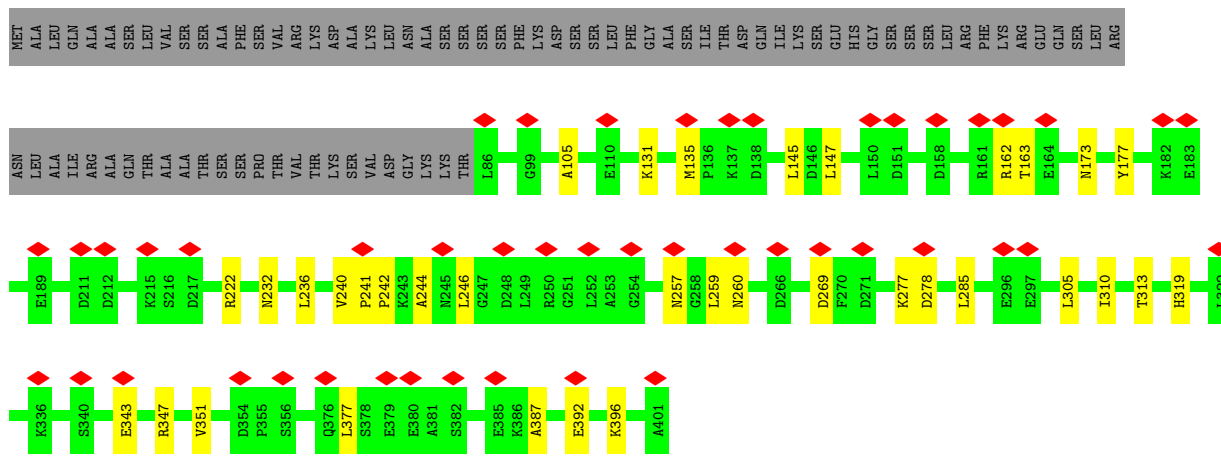 MET ALA LEU GLN ALA ALA SER LEU VAL SER SER ALA PHE SER VAL ARG LYS ASP ALA LYS LEU ASN ALA SER SER SER SER PHE LYS ASP SER SER LEU PHE GLY ALA SER ILE THR ASP GLN ILE LYS SER GLU HIS GLY SER SER SER LEU ARG PHE LYS ARG GLU GLN SER LEU ARG
ASN LEU ALA ILE ARG ALA GLN THR ALA ALA THR SER SER PRO THR VAL THR LYS SER VAL ASP GLY LYS LYS THR L86 G99 A105 E110 K131 M135 P136 K137 D138 L145 D146 L147 L150 D151 D158 R161 R162 T163 E164 N173 Y177 K182 E183
E189 D211 D212 K215 S216 D217 R222 N232 L236 V240 P241 P242 K243 A244 N245 L246 G247 D248 L249 R250 G251 L252 A253 G254 N257 G258 L259 N260 D266 D269 F270 D271 K277 D278 L285 E296 E297 L305 I310 T313 H319
K336 S340 E343 R347 V351 D354 P355 S356 Q376 L377 S378 E379 E380 A381 S382 E385 K386 A387 E392 K396 A401